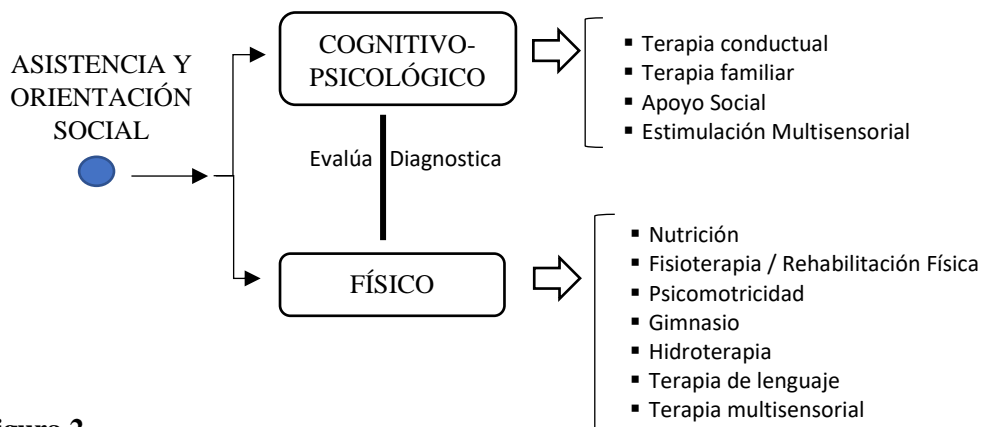 ASISTENCIA Y
ORIENTACIÓN
SOCIAL
COGNITIVO-
PSICOLÓGICO
▪ Terapia conductual
▪ Terapia familiar
▪ Apoyo Social
▪ Estimulación Multisensorial
Evalúa Diagnostica
FÍSICO
▪ Nutrición
▪ Fisioterapia / Rehabilitación Física
▪ Psicomotricidad
▪ Gimnasio
▪ Hidroterapia
▪ Terapia de lenguaje
▪ Terapia multisensorial